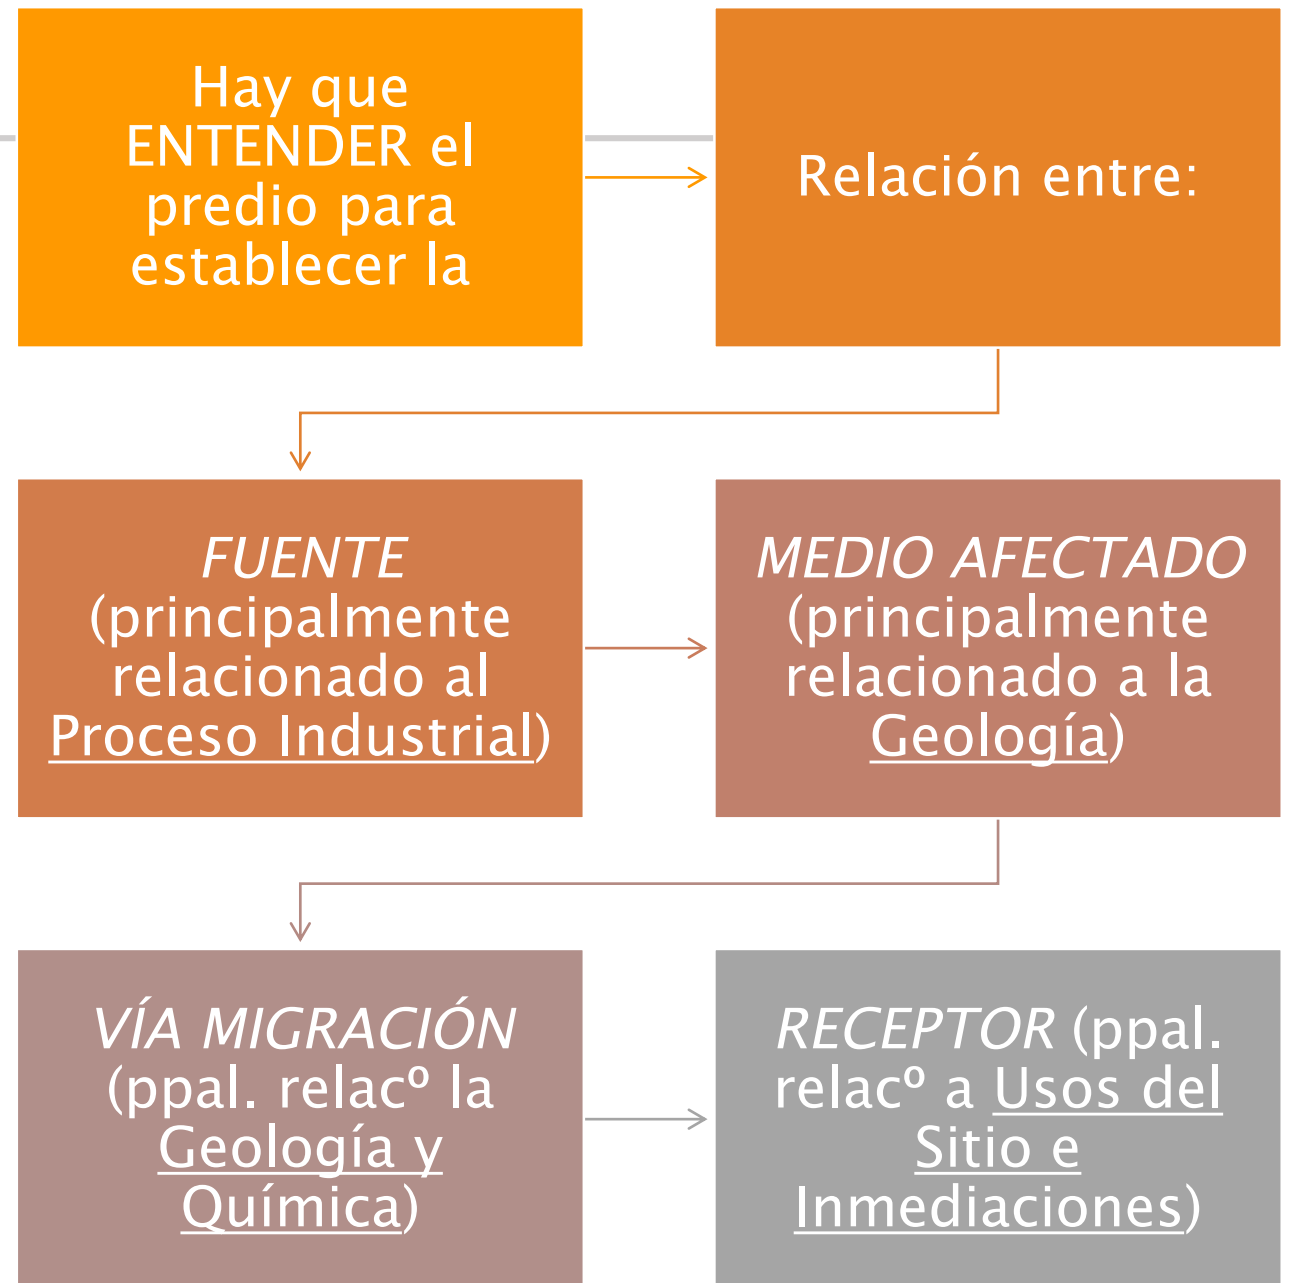 Hay que
ENTENDER el
predio para
establecer la
Relación entre:
FUENTE
(principalmente
relacionado al
Proceso Industrial)
MEDIO AFECTADO
(principalmente
relacionado a la
Geología)
VÍA MIGRACIÓN
(ppal. relacº la
Geología y
Química)
RECEPTOR (ppal.
relacº a Usos del
Sitio e
Inmediaciones)